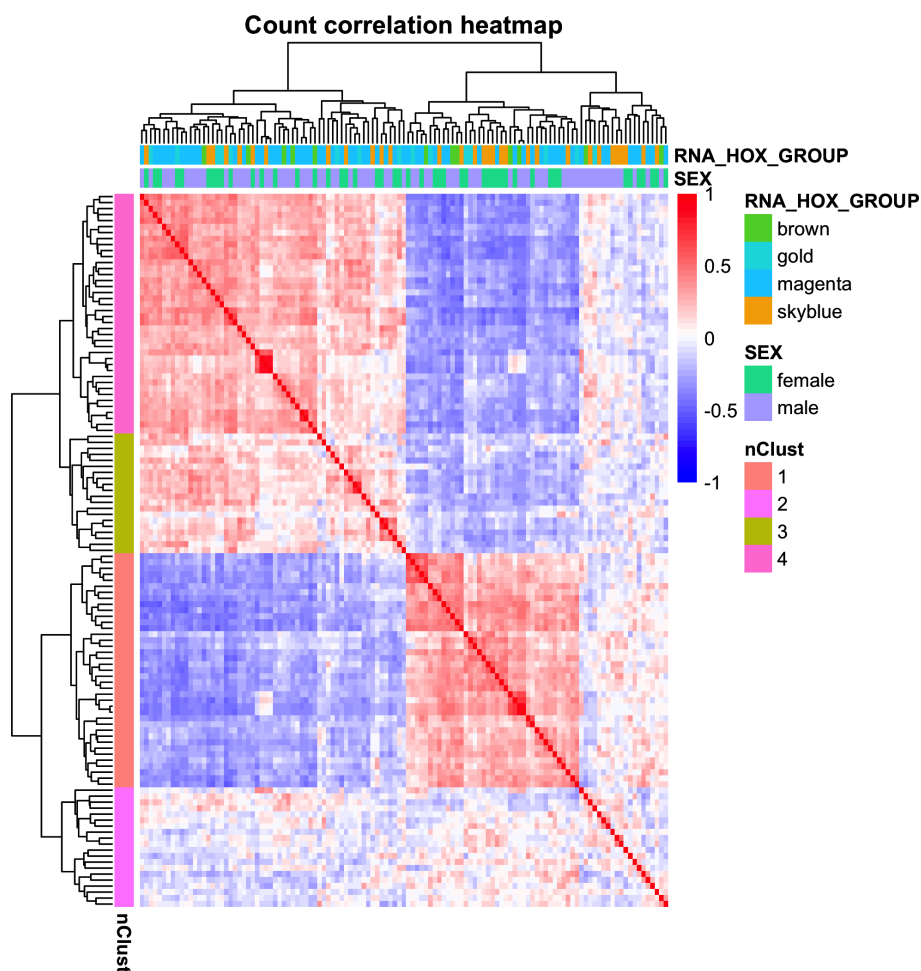 Count correlation heatmap
RNA_HOX_GROUP
SEX
1
0.5
0
-0.5
-1
RNA_HOX_GROUP
brown
gold
magenta
skyblue
SEX
female
male
nClust
1
2
3
4
nClust